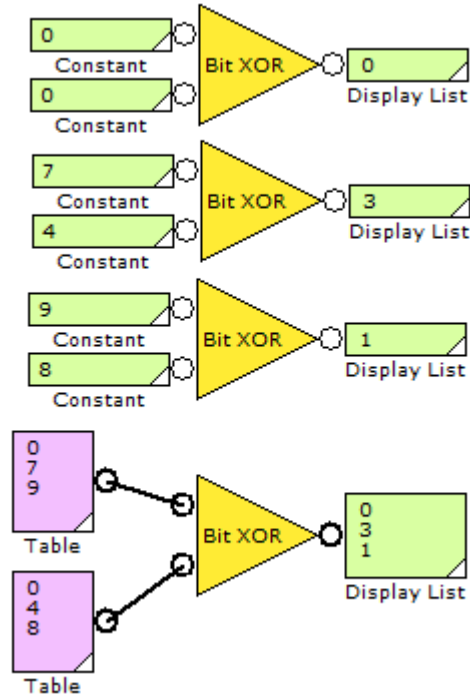 0
Constant
0
Constant
Bit XOR
0
Display List
7
Constant
4
Constant
Bit XOR
3
Display List
9
Constant
8
Constant
Bit XOR
1
Display List
0
7
9
Table
0
4
8
Table
Bit XOR
0
3
1
Display List